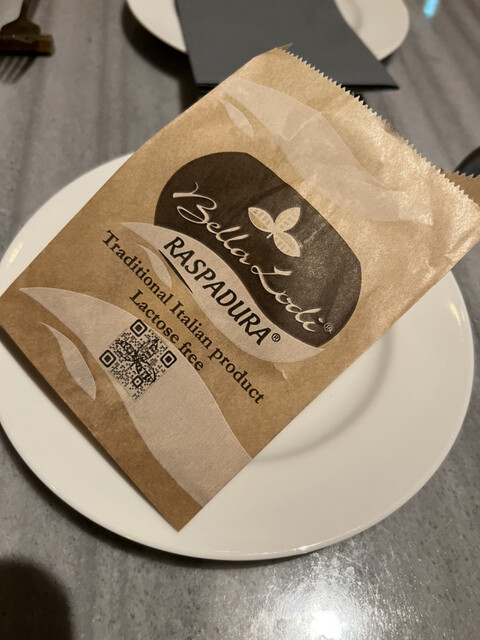 Bella Lodi®
RASPADURA®
Traditional Italian product
Lactose free